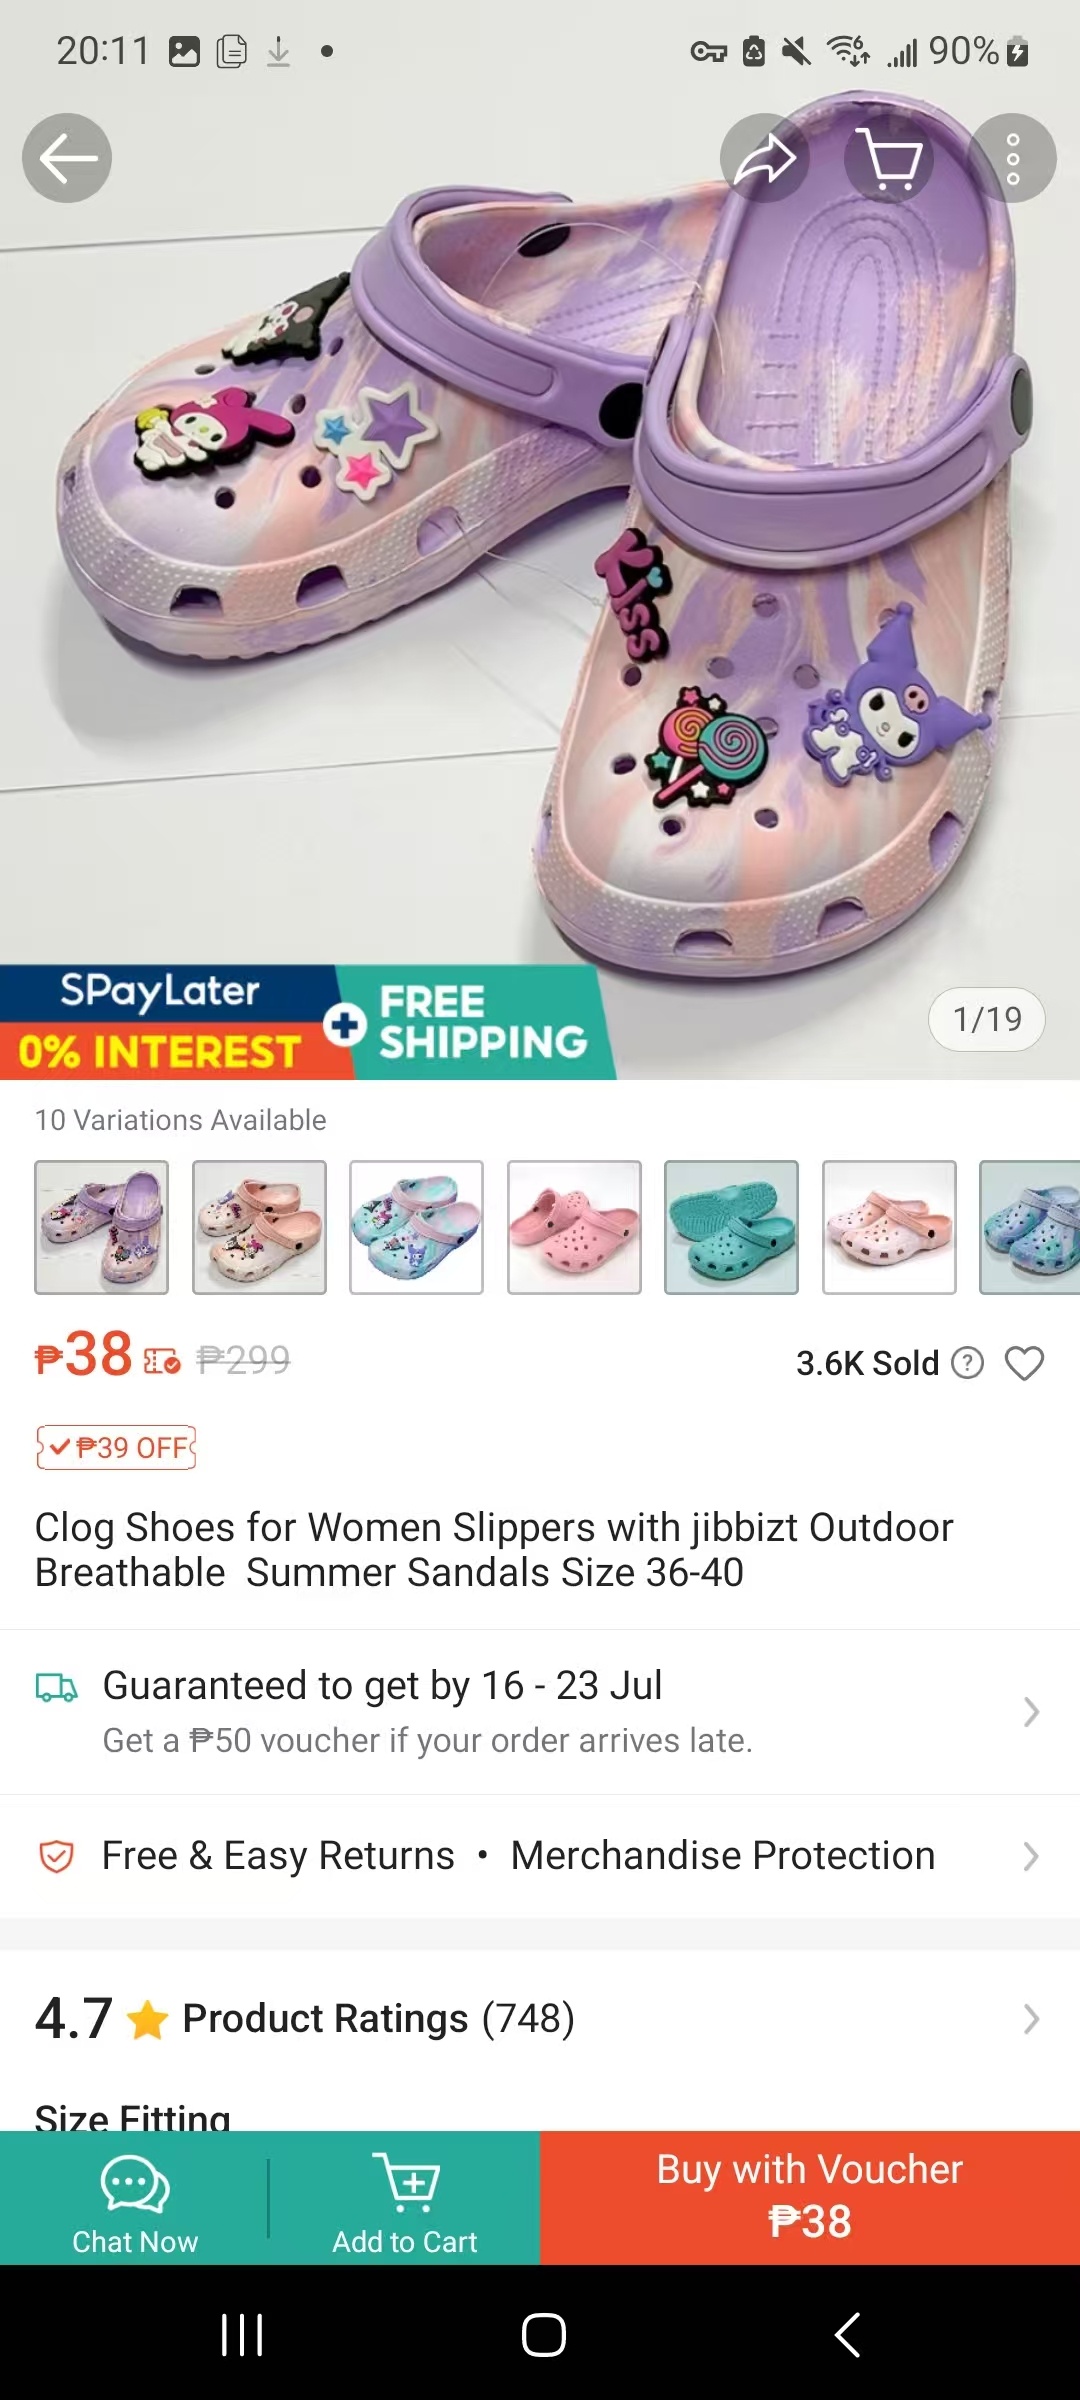 20:11
90%
Kiss
SPayLater
0% INTEREST
FREE
SHIPPING
1/19
10 Variations Available
₱38 ₱299
3.6K Sold ?
₱39 OFF
Clog Shoes for Women Slippers with jibbizt Outdoor
Breathable  Summer Sandals Size 36-40
Guaranteed to get by 16 - 23 Jul
Get a ₱50 voucher if your order arrives late.
Free & Easy Returns • Merchandise Protection
4.7 Product Ratings (748)
Size Fitting
Chat Now
Add to Cart
Buy with Voucher
₱38